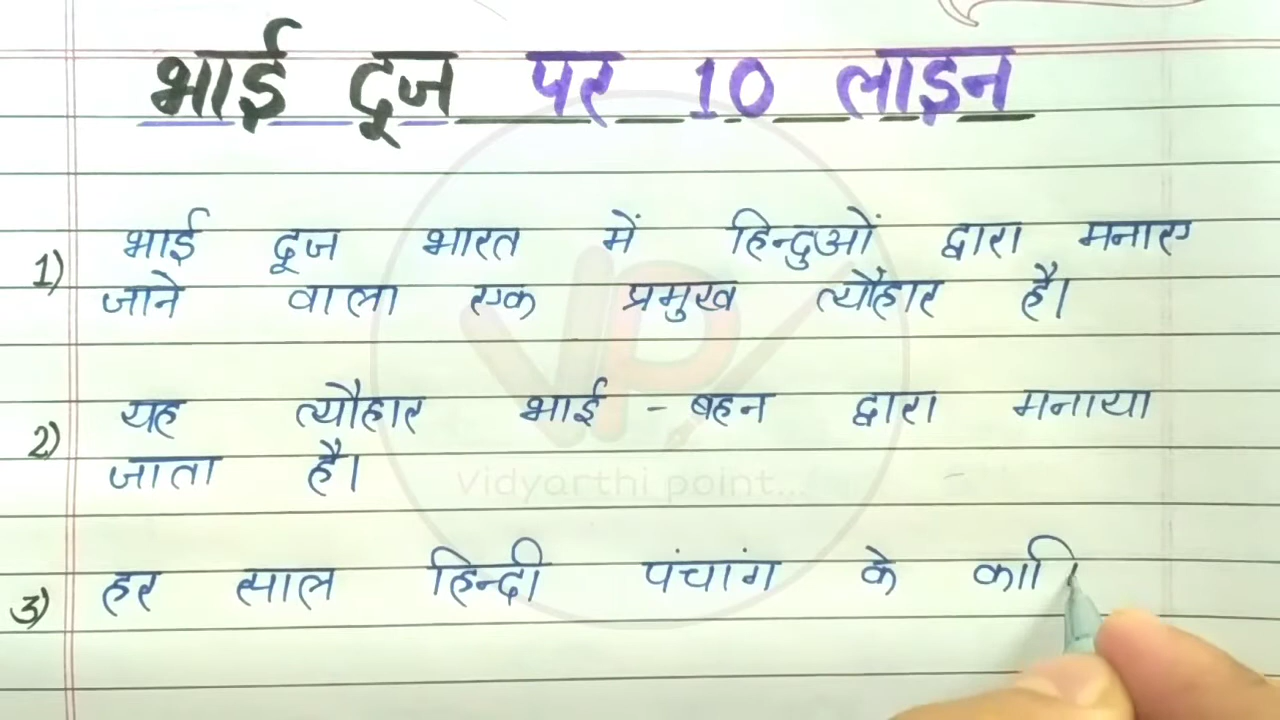 भाई दूज पर 10 लाइन
1) भाई दूज भारत में हिन्दुओं द्वारा मनाए
जाने वाला एक प्रमुख त्यौहार है।
2) यह त्यौहार भाई - बहन द्वारा मनाया
जाता है।
Vidyarthi point...
3) हर साल हिन्दी पंचांग के काि